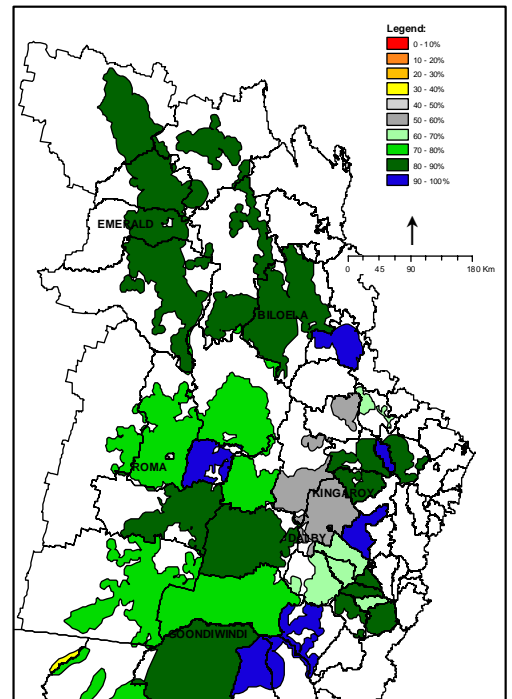 Legend:
0 - 10%
10 - 20%
20 - 30%
30 - 40%
40 - 50%
50 - 60%
60 - 70%
70 - 80%
80 - 90%
90 - 100%
EMERALD
0 45 90 180 Km
BILOELA
ROMA
KINGAROY
DALBY
GOONDIWINDI